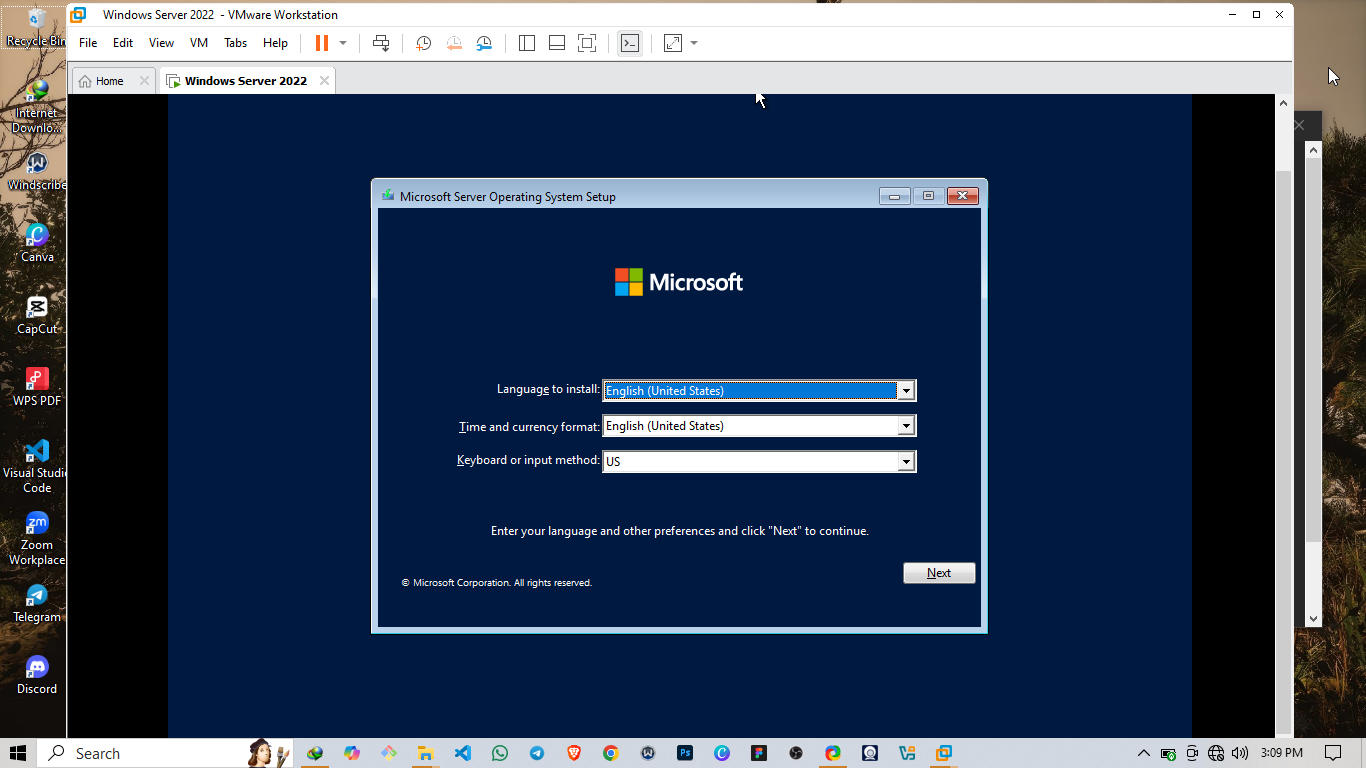 Windows Server 2022 - VMware Workstation
File Edit View VM Tabs Help
Home
Windows Server 2022
Recycle Bin
Internet
Downlo...
Windscribe
Canva
CapCut
WPS PDF
Visual Studio
Code
Zoom
Workplace
Telegram
Discord
Microsoft Server Operating System Setup
Microsoft
Language to install: English (United States)
Time and currency format: English (United States)
Keyboard or input method: US
Enter your language and other preferences and click "Next" to continue.
Next
© Microsoft Corporation. All rights reserved.
Search
Ps
3:09 PM